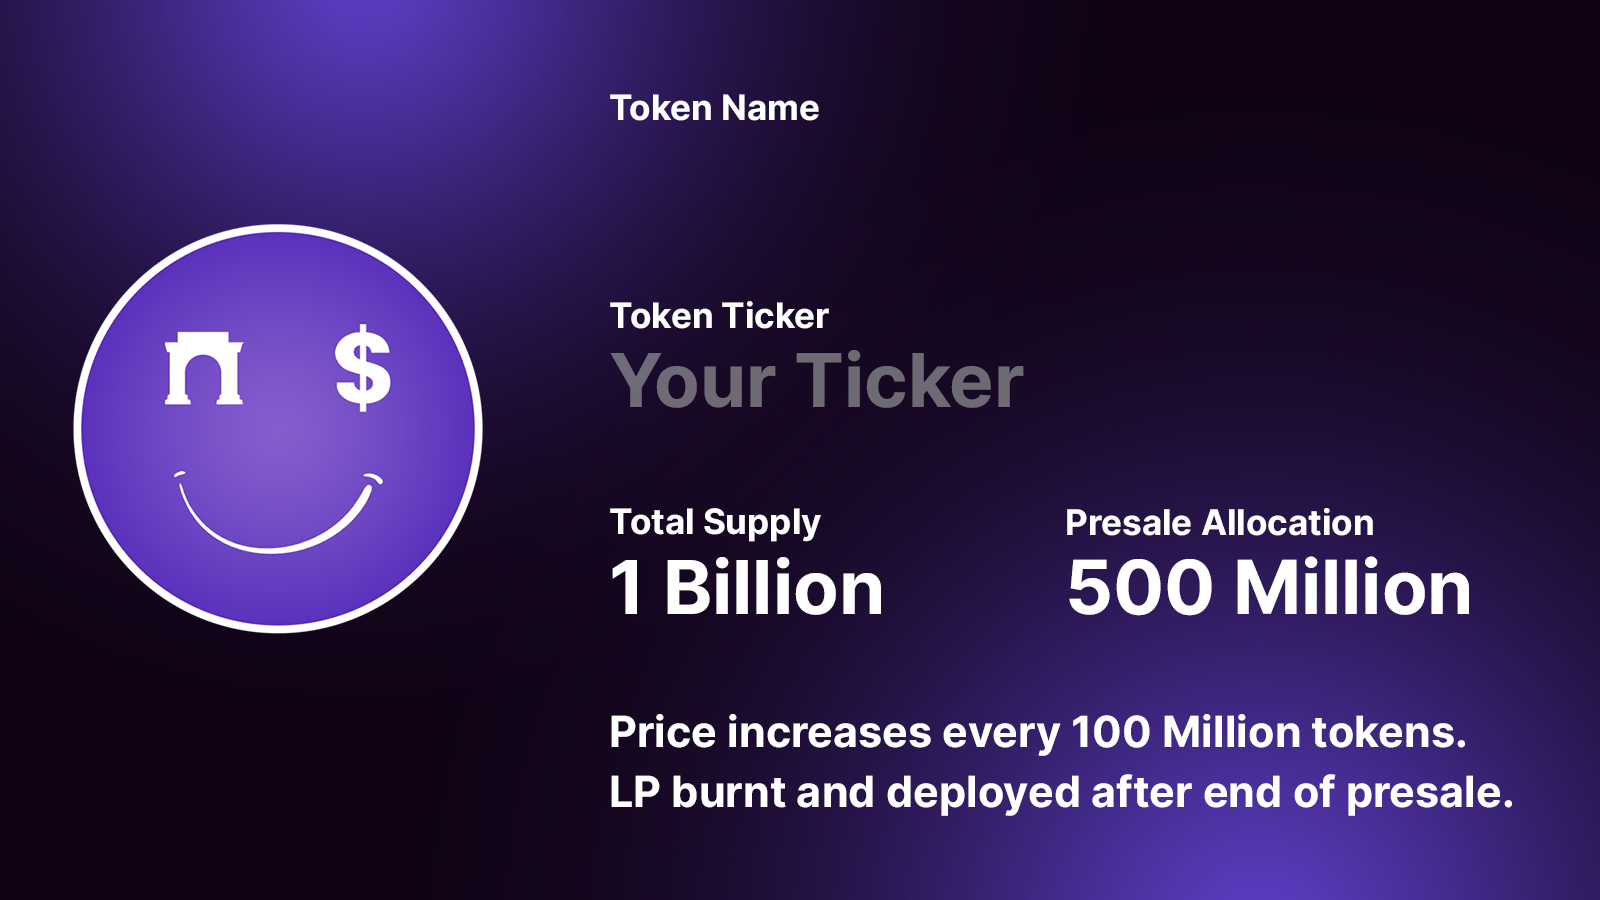 Token Name
Token Ticker
Your Ticker
Total Supply
1 Billion
Presale Allocation
500 Million
Price increases every 100 Million tokens.
LP burnt and deployed after end of presale.
$